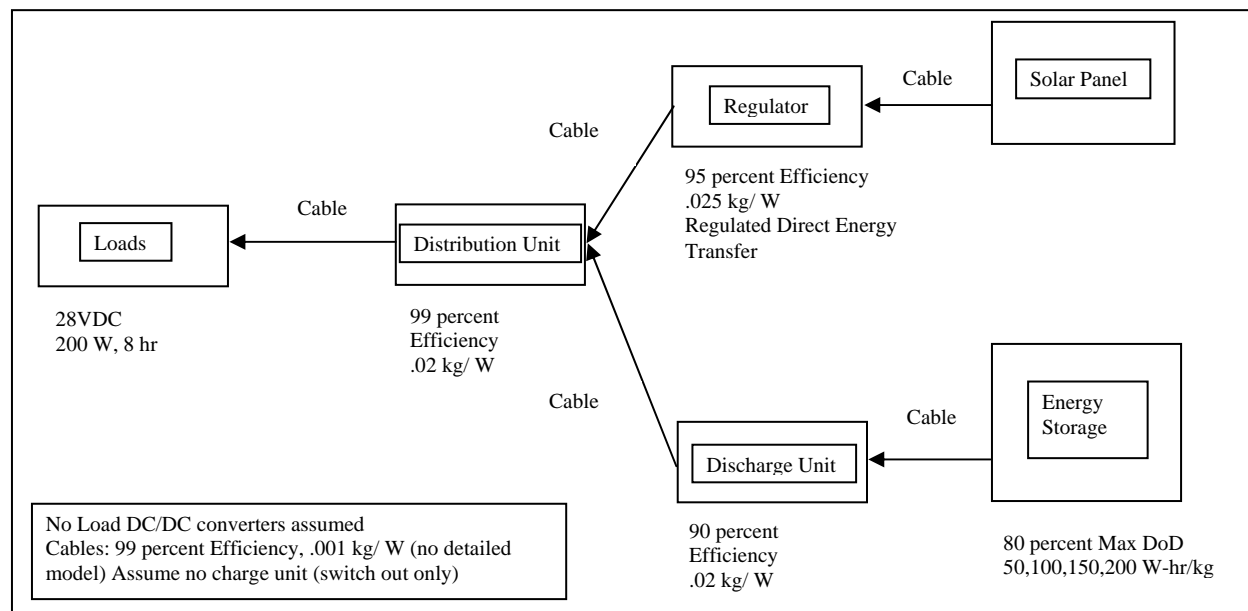 Cable
Solar Panel
Regulator
Cable
95 percent Efficiency
.025 kg/ W
Regulated Direct Energy
Transfer
Cable
Loads
Distribution Unit
28VDC
200 W, 8 hr
99 percent
Efficiency
.02 kg/ W
Cable
Cable
Energy
Storage
Discharge Unit
90 percent
Efficiency
.02 kg/ W
80 percent Max DoD
50,100,150,200 W-hr/kg
No Load DC/DC converters assumed
Cables: 99 percent Efficiency, .001 kg/ W (no detailed
model) Assume no charge unit (switch out only)